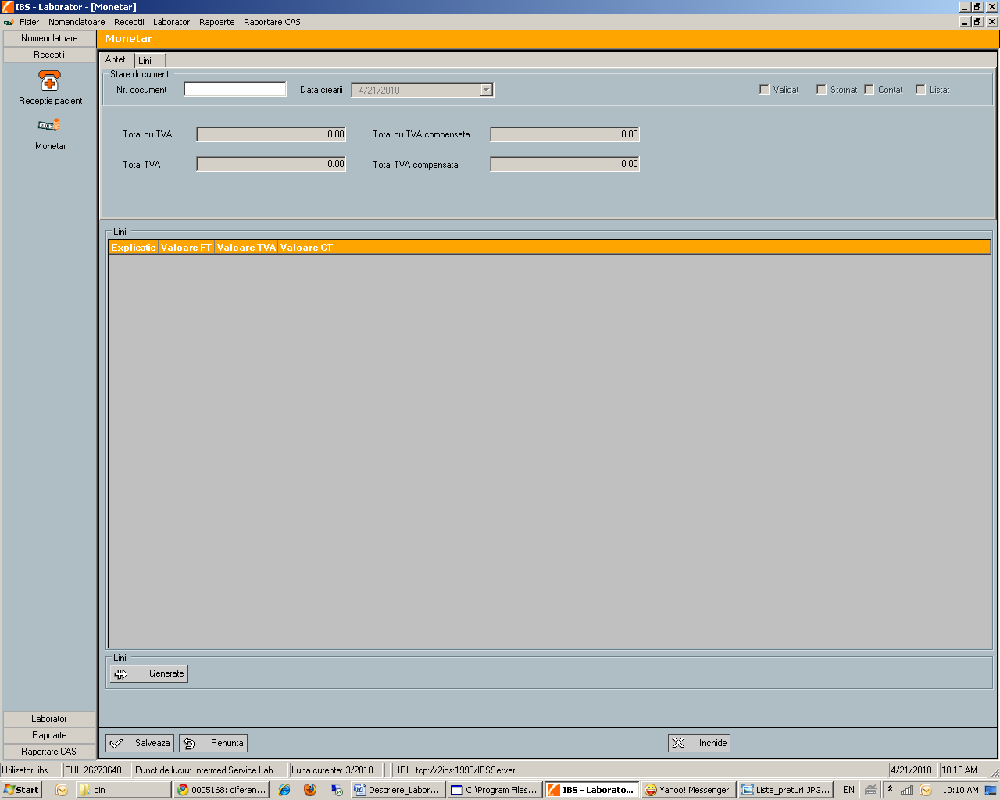 IBS - Laborator - [Monetar]
Fisier Nomenclatoare Receptii Laborator Rapoarte Raportare CAS
Nomenclatoare
Receptii
Receptie pacient
Monetar
Laborator
Rapoarte
Raportare CAS
Monetar
Antet Linii
Stare document
Nr. document Data crearii 4/21/2010 Validat Stornat Contat Listat
Total cu TVA 0.00 Total cu TVA compensata 0.00
Total TVA 0.00 Total TVA compensata 0.00
Linii
Explicatie Valoare FT Valoare TVA Valoare CT
Linii
Generate
Salveaza Renunta Inchide
Utilizator: ibs CUI: 26273640 Punct de lucru: Intermed Service Lab Luna curenta: 3/2010 URL: tcp://2ibs:1998/IBSServer 4/21/2010 10:10 AM
Start bin 0005168: diferen... Descriere_Labor... C:\Program Files... IBS - Laborato... Yahoo! Messenger Lista_preturi.JPG... EN 10:10 AM